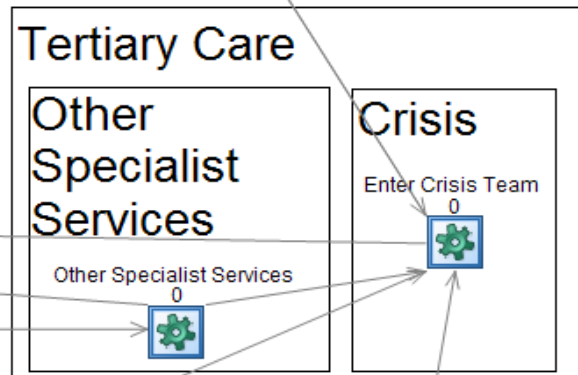 Tertiary Care
Other
Specialist
Services
Other Specialist Services
0
Crisis
Enter Crisis Team
0